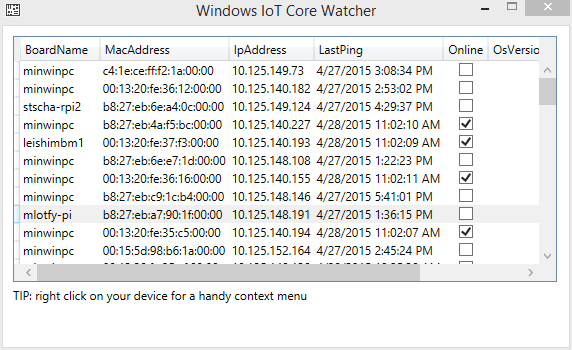 Windows IoT Core Watcher
BoardName MacAddress IpAddress LastPing Online OsVersio
minwinpc c4:1e:ce:ff:f2:1a:00:00 10.125.149.73 4/27/2015 3:08:34 PM
minwinpc 00:13:20:fe:36:12:00:00 10.125.140.182 4/27/2015 2:53:02 PM
stscha-rpi2 b8:27:eb:6e:a4:0c:00:00 10.125.149.124 4/27/2015 4:29:37 PM
minwinpc b8:27:eb:4a:f5:bc:00:00 10.125.140.227 4/28/2015 11:02:10 AM
leishimbm1 00:13:20:fe:37:f3:00:00 10.125.140.193 4/28/2015 11:02:09 AM
minwinpc b8:27:eb:6e:e7:1d:00:00 10.125.148.108 4/27/2015 1:22:23 PM
minwinpc 00:13:20:fe:36:16:00:00 10.125.140.155 4/28/2015 11:02:11 AM
minwinpc b8:27:eb:c9:1c:b4:00:00 10.125.148.146 4/27/2015 5:41:01 PM
mlotfy-pi b8:27:eb:a7:90:1f:00:00 10.125.148.191 4/27/2015 1:36:15 PM
minwinpc 00:13:20:fe:35:c5:00:00 10.125.140.194 4/28/2015 11:02:07 AM
minwinpc 00:15:5d:98:b6:1a:00:00 10.125.152.164 4/27/2015 2:45:24 PM
TIP: right click on your device for a handy context menu